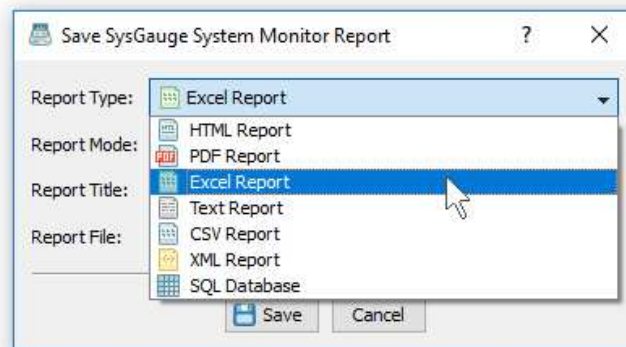 Save SysGauge System Monitor Report ?
Report Type: Excel Report
HTML Report
Report Mode:
PDF Report
Excel Report
Report Title:
Text Report
Report File:
CSV Report
XML Report
SQL Database
Save Cancel